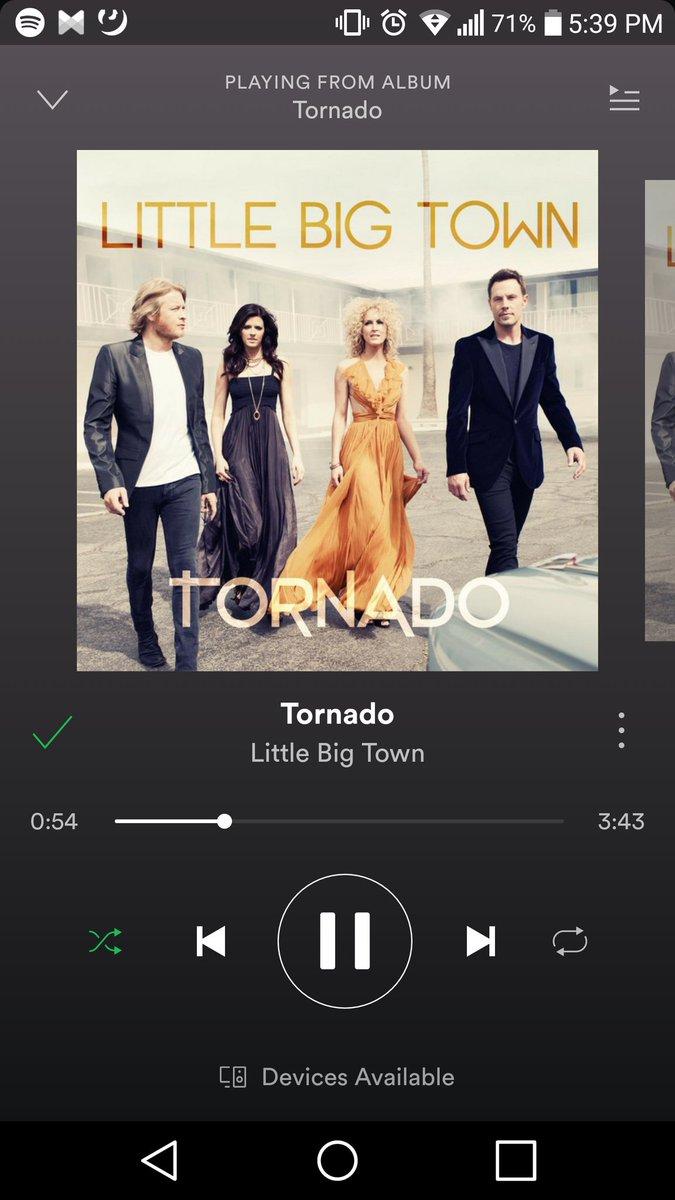 71% 5:39 PM
PLAYING FROM ALBUM
Tornado
LITTLE BIG TOWN
TORNADO
Tornado
Little Big Town
0:54
3:43
Devices Available